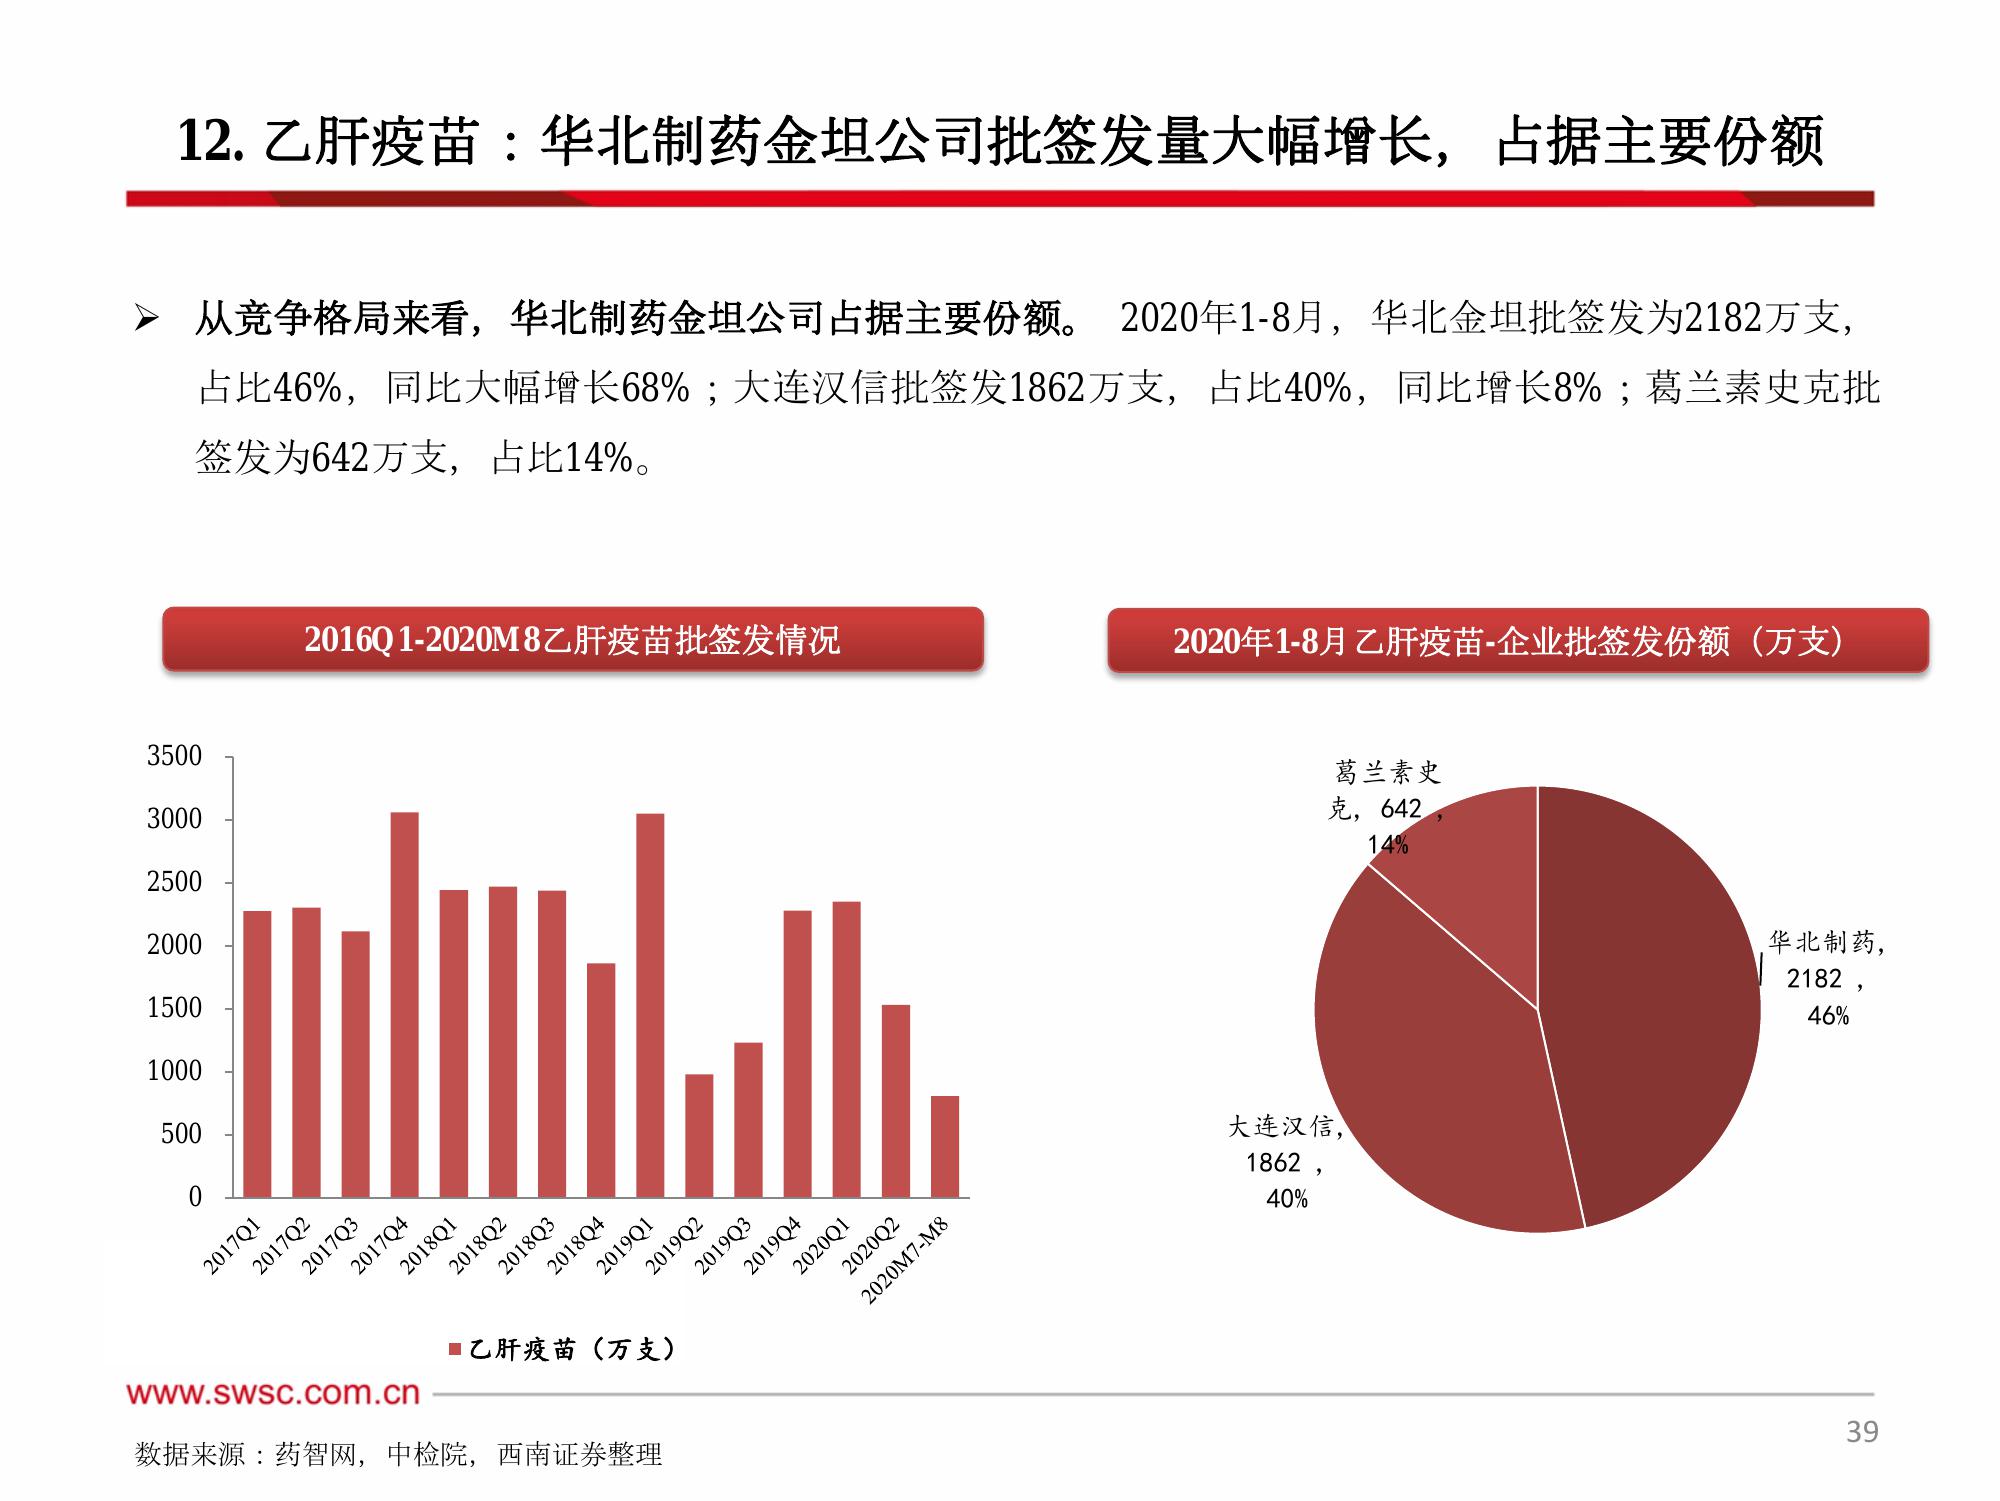 12. 乙肝疫苗：华北制药金坦公司批签发量大幅增长，占据主要份额
➢ 从竞争格局来看，华北制药金坦公司占据主要份额。 2020年1-8月，华北金坦批签发为2182万支，
占比46%，同比大幅增长68%；大连汉信批签发1862万支，占比40%，同比增长8%；葛兰素史克批
签发为642万支，占比14%。
2016Q1-2020M8乙肝疫苗批签发情况
3500
3000
2500
2000
1500
1000
500
0
2017Q1
2017Q2
2017Q3
2017Q4
2018Q1
2018Q2
2018Q3
2018Q4
2019Q1
2019Q2
2019Q3
2019Q4
2020Q1
2020Q2
2020M7-M8
乙肝疫苗（万支）
2020年1-8月乙肝疫苗-企业批签发份额（万支）
葛兰素史
克，642 ,
14%
华北制药，
2182 ,
46%
大连汉信，
1862 ,
40%
www.swsc.com.cn
数据来源：药智网，中检院，西南证券整理
39